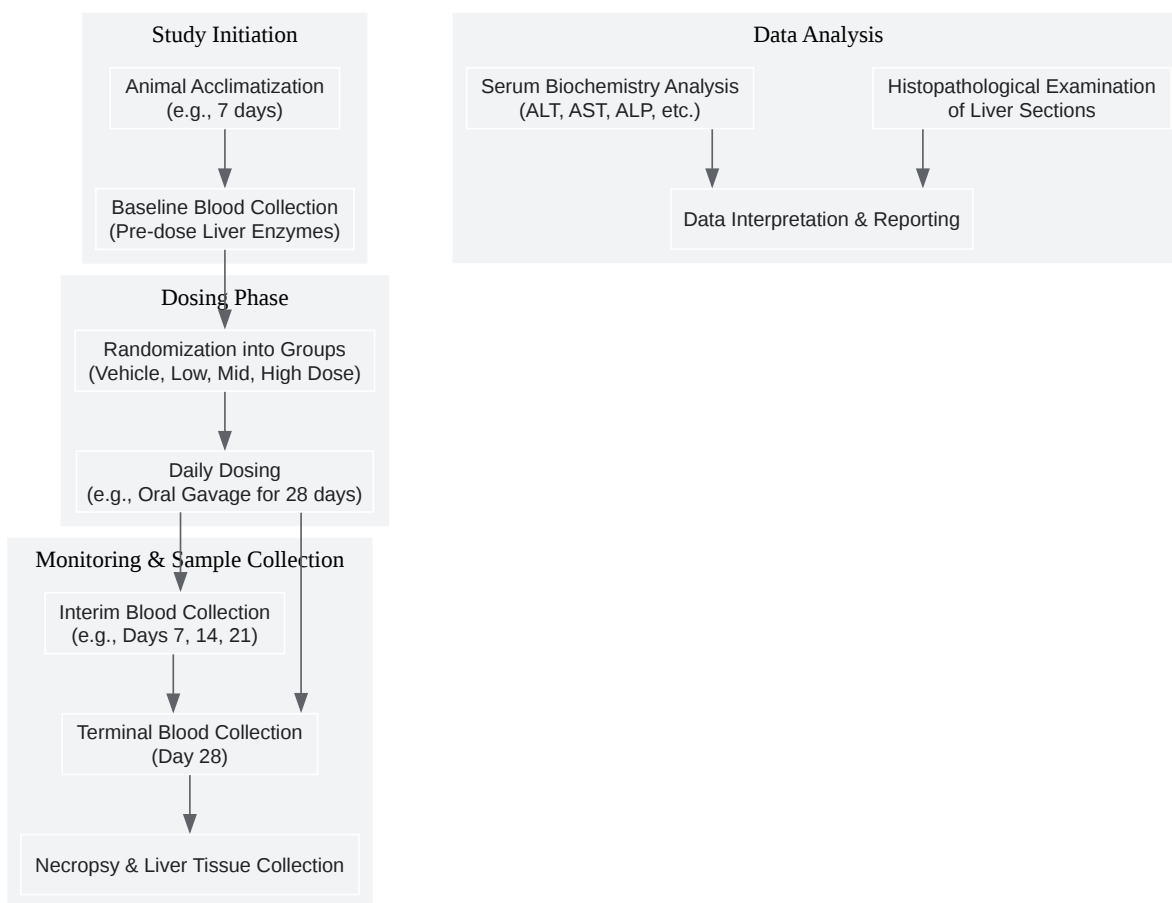 Study Initiation
Animal Acclimatization
(e.g., 7 days)
Baseline Blood Collection
(Pre-dose Liver Enzymes)
Dosing Phase
Randomization into Groups
(Vehicle, Low, Mid, High Dose)
Daily Dosing
(e.g., Oral Gavage for 28 days)
Monitoring & Sample Collection
Interim Blood Collection
(e.g., Days 7, 14, 21)
Terminal Blood Collection
(Day 28)
Necropsy & Liver Tissue Collection
Data Analysis
Serum Biochemistry Analysis
(ALT, AST, ALP, etc.)
Histopathological Examination
of Liver Sections
Data Interpretation & Reporting